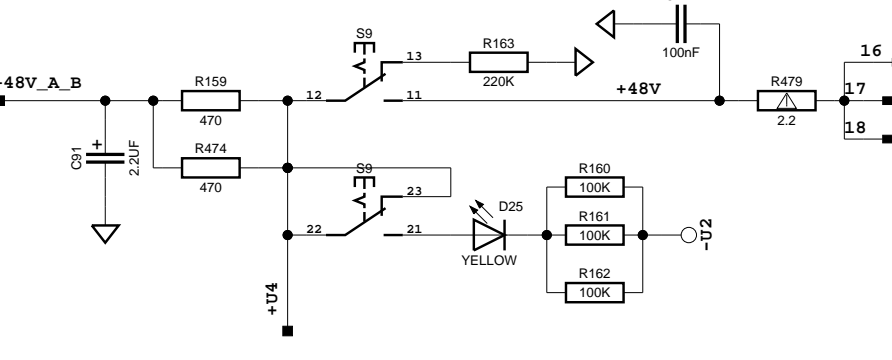 S9
13
R163
220K
100nF
16
+48V_A_B
R159
470
12
11
+48V
R479
2.2
17
18
C91
+
2.2UF
R474
470
S9
23
22
21
D25
YELLOW
R160
100K
R161
100K
R162
100K
-U2
+U4